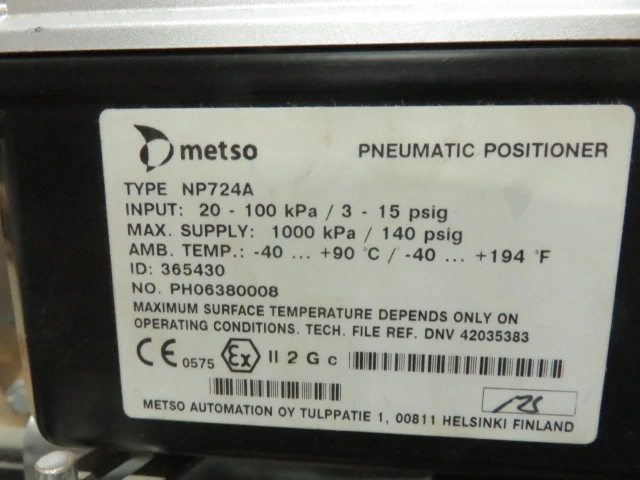 metso
PNEUMATIC POSITIONER
TYPE NP724A
INPUT: 20 - 100 kPa / 3 - 15 psig
MAX. SUPPLY: 1000 kPa / 140 psig
AMB. TEMP.: -40 ... +90 °C / -40 ... +194 °F
ID: 365430
NO. PH06380008
MAXIMUM SURFACE TEMPERATURE DEPENDS ONLY ON
OPERATING CONDITIONS. TECH. FILE REF. DNV 42035383
CE 0575 Ex II 2 G c
METSO AUTOMATION OY TULPPATIE 1, 00811 HELSINKI FINLAND